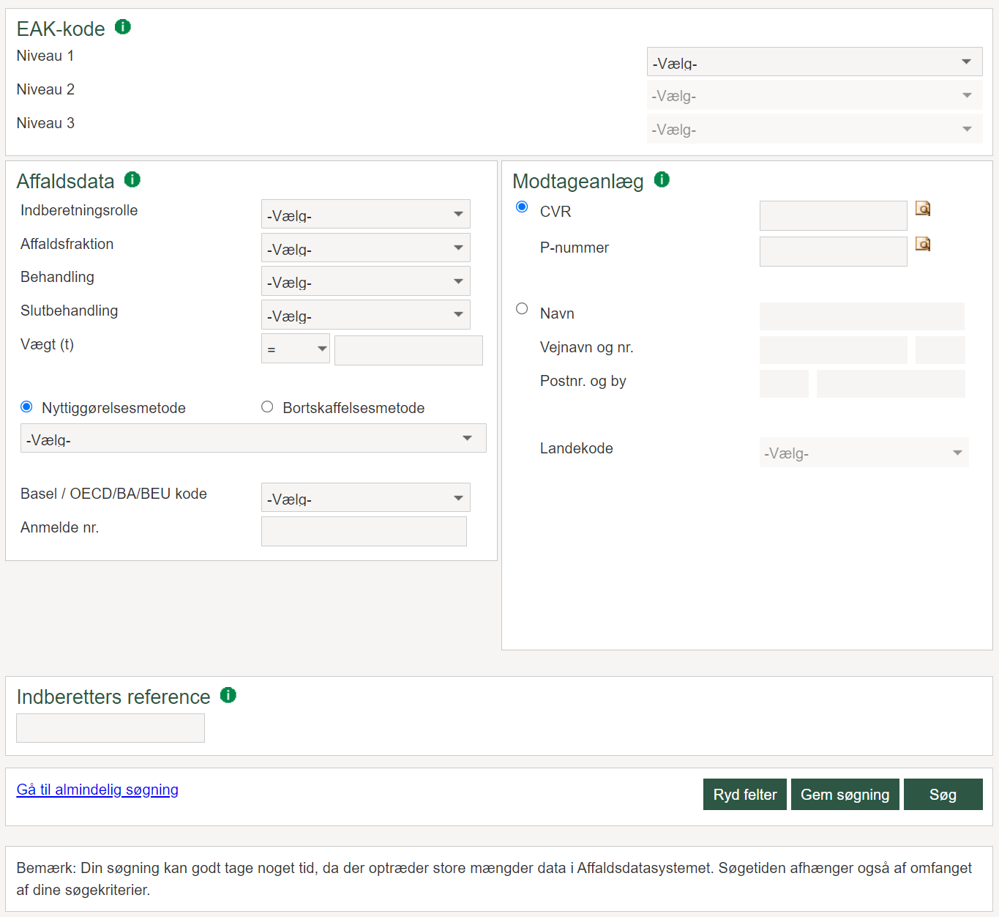 EAK-kode
Niveau 1
-Vælg-
Niveau 2
-Vælg-
Niveau 3
-Vælg-
Affaldsdata
Indberetningsrolle
-Vælg-
Affaldsfraktion
-Vælg-
Behandling
-Vælg-
Slutbehandling
-Vælg-
Vægt (t)
=
Nyttiggørelsesmetode
Bortskaffelsesmetode
-Vælg-
Basel / OECD/BA/BEU kode
-Vælg-
Anmelde nr.
Modtageanlæg
CVR
P-nummer
Navn
Vejnavn og nr.
Postnr. og by
Landekode
-Vælg-
Indberetters reference
Gå til almindelig søgning
Ryd felter
Gem søgning
Søg
Bemærk: Din søgning kan godt tage noget tid, da der optræder store mængder data i Affaldsdatasystemet. Søgetiden afhænger også af omfanget
af dine søgekriterier.